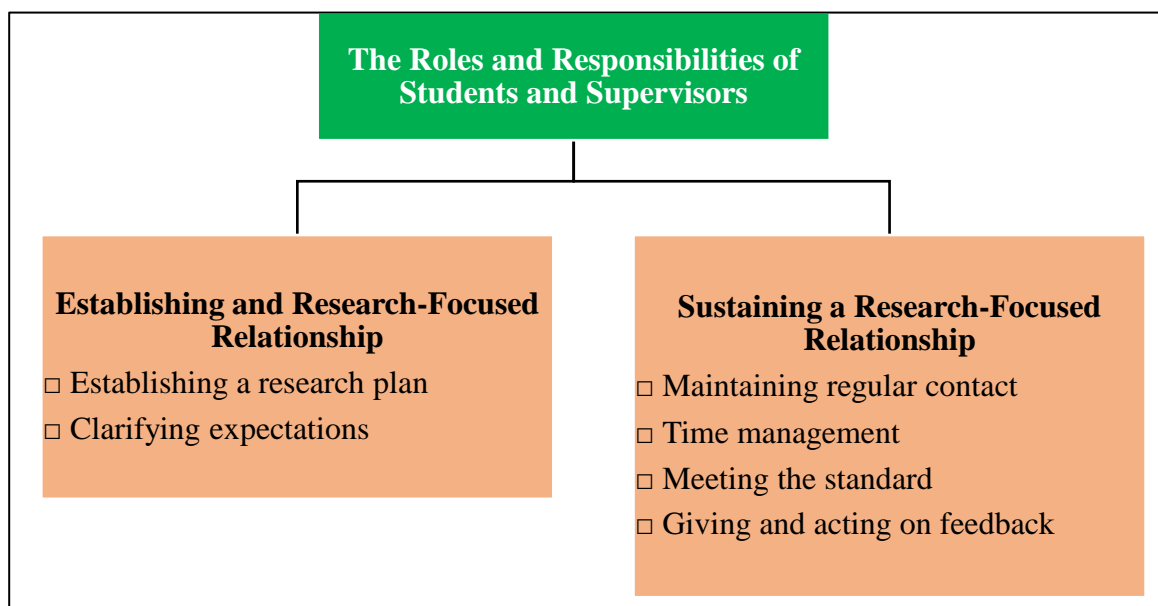 The Roles and Responsibilities of
Students and Supervisors
Establishing and Research-Focused
Relationship
□ Establishing a research plan
□ Clarifying expectations
Sustaining a Research-Focused
Relationship
□ Maintaining regular contact
□ Time management
□ Meeting the standard
□ Giving and acting on feedback